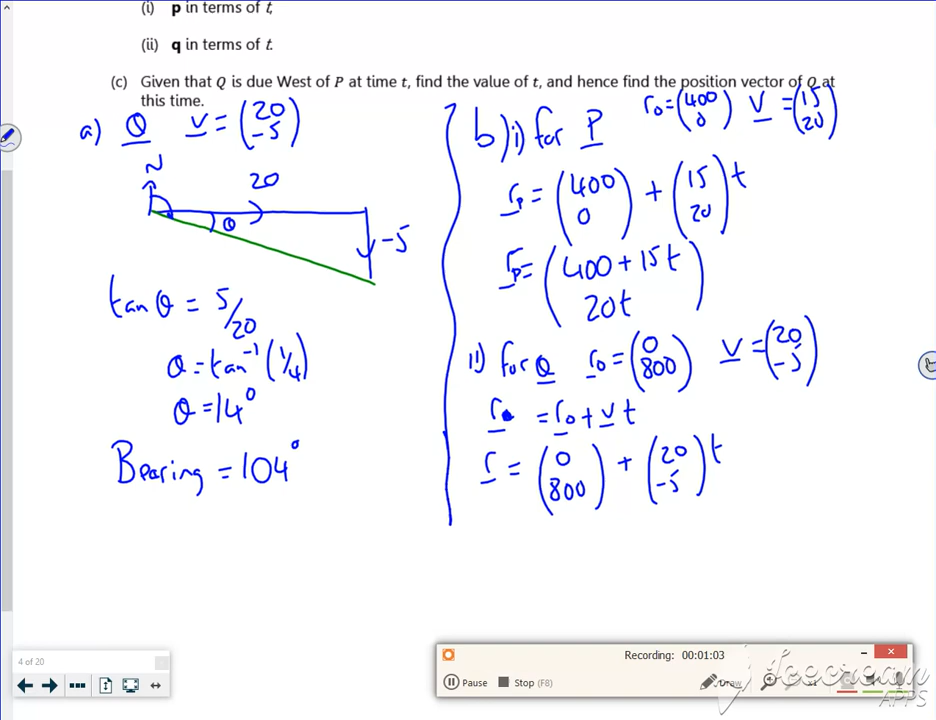 (i) p in terms of t,
(ii) q in terms of t.
(c) Given that Q is due West of P at time t, find the value of t, and hence find the position vector of Q at
this time.
a) Q v = (20 -5)
N
20
θ
-5
tan θ = 5/20
θ = tan⁻¹ (1/4)
θ = 14°
Bearing = 104°
b) i) for P r₀ = (400 0) v = (15 20)
rₚ = (400 0) + (15 20) t
rₚ = (400 + 15t 20t)
ii) for Q r₀ = (0 800) v = (20 -5)
r = r₀ + v t
r = (0 800) + (20 -5) t
4 of 20
Recording: 00:01:03
Pause
Stop (F8)
Draw
Icecream
APPS